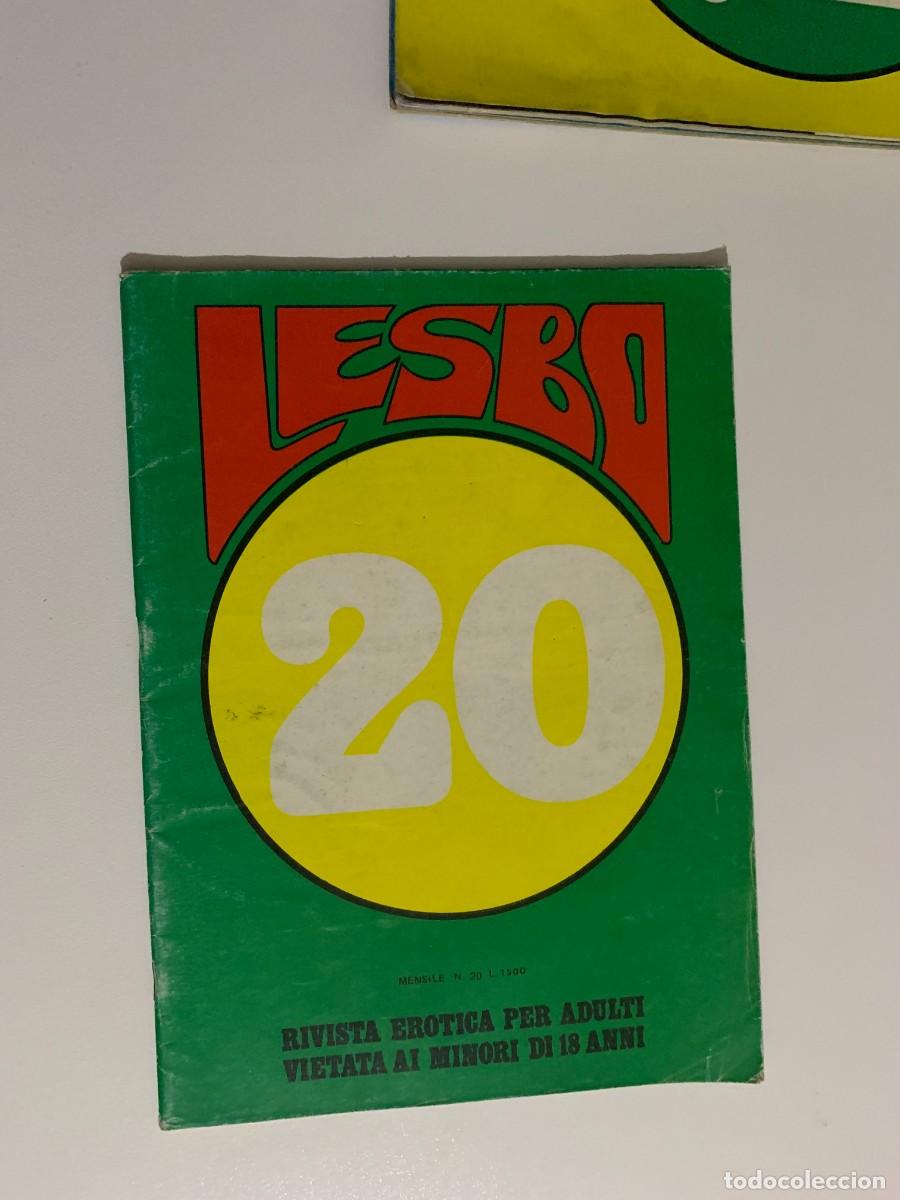 LESBO
20
MENSILE N. 20 L. 1500
RIVISTA EROTICA PER ADULTI
VIETATA AI MINORI DI 18 ANNI
todocoleccion